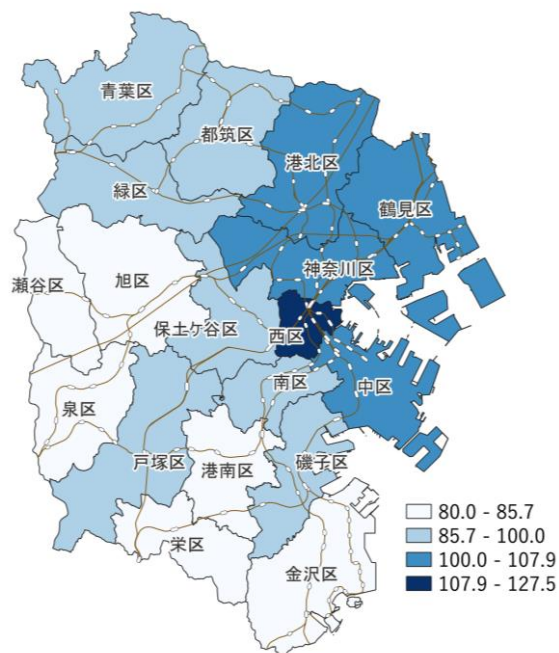 青葉区
都筑区
港北区
緑区
鶴見区
神奈川区
瀬谷区
旭区
保土ケ谷区
西区
南区
中区
泉区
戸塚区
港南区
磯子区
栄区
金沢区
80.0 - 85.7
85.7 - 100.0
100.0 - 107.9
107.9 - 127.5